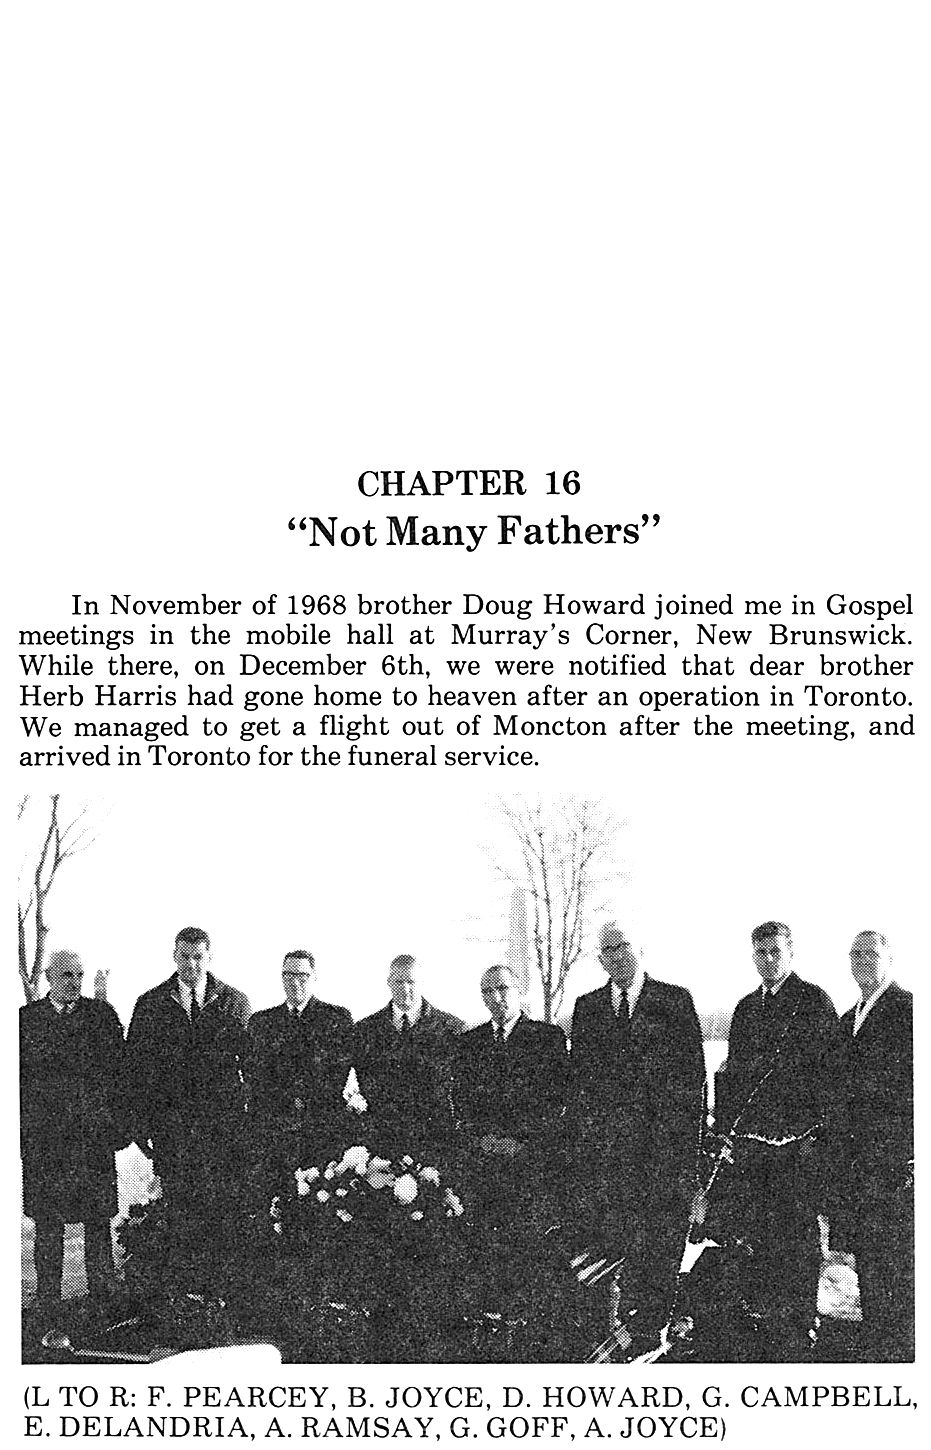 CHAPTER 16
“Not Many Fathers”
In November of 1968 brother Doug Howard joined me in Gospel
meetings in the mobile hall at Murray’s Corner, New Brunswick.
While there, on December 6th, we were notified that dear brother
Herb Harris had gone home to heaven after an operation in Toronto.
We managed to get a flight out of Moncton after the meeting, and
arrived in Toronto for the funeral service.
(L TO R: F. PEARCEY, B. JOYCE, D. HOWARD, G. CAMPBELL,
E. DELANDRIA, A. RAMSAY, G. GOFF, A. JOYCE)